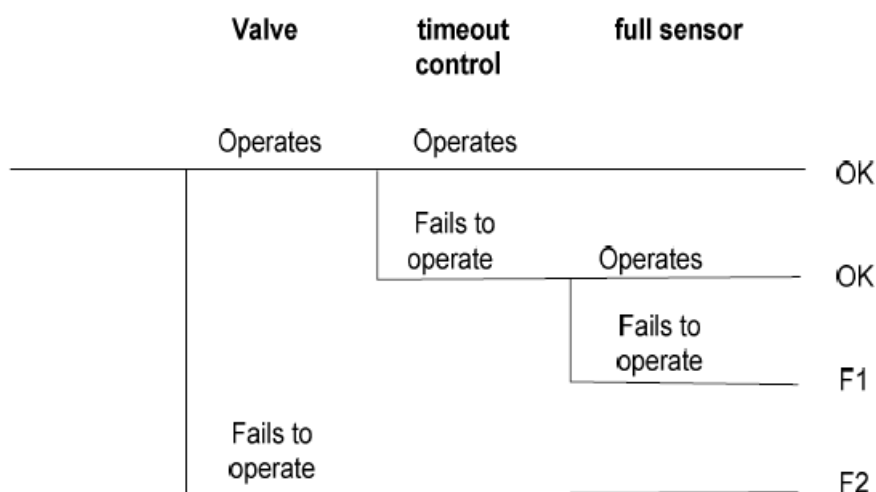 Valve timeout control full sensor
Operates Operates
OK
Fails to operate Operates
OK
Fails to operate
F1
Fails to operate
F2